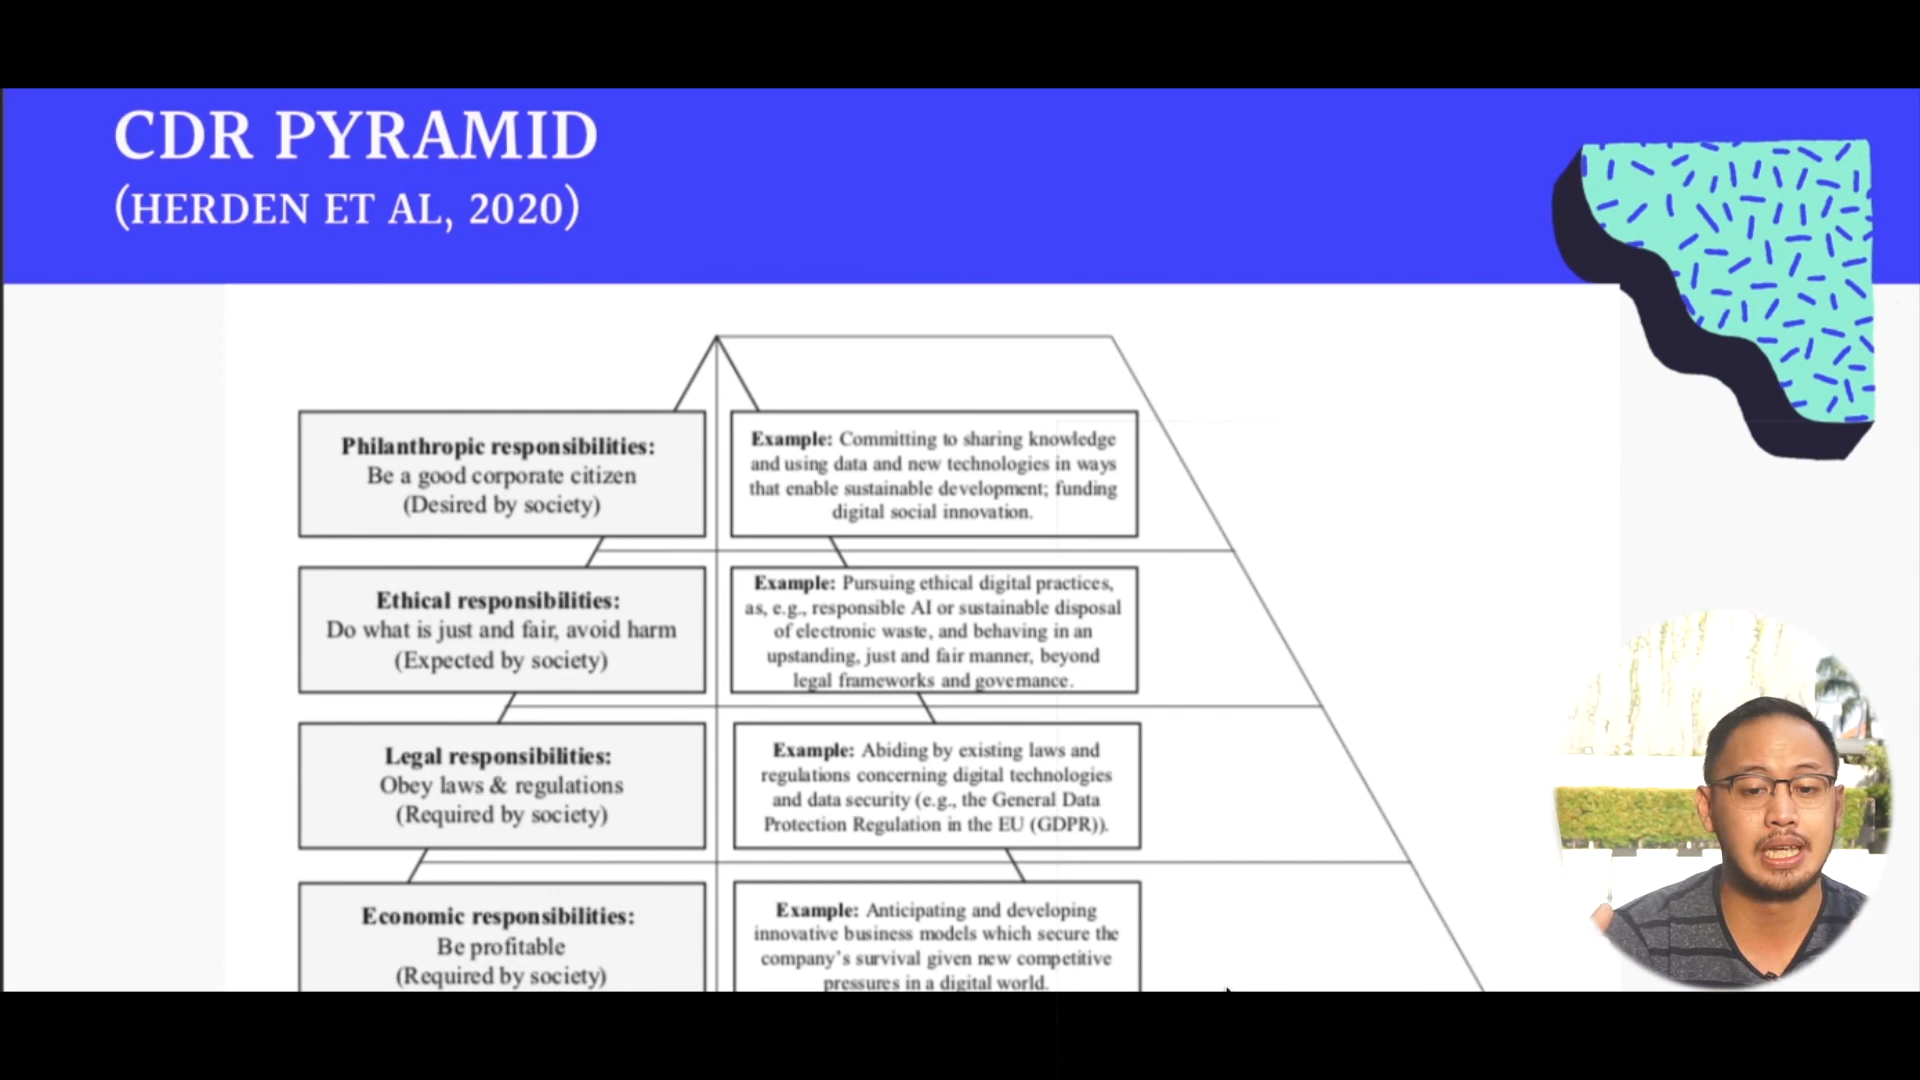 CDR PYRAMID
(HERDEN ET AL, 2020)
Philanthropic responsibilities:
Be a good corporate citizen
(Desired by society)
Example: Committing to sharing knowledge
and using data and new technologies in ways
that enable sustainable development; funding
digital social innovation.
Ethical responsibilities:
Do what is just and fair, avoid harm
(Expected by society)
Example: Pursuing ethical digital practices,
as, e.g., responsible AI or sustainable disposal
of electronic waste, and behaving in an
upstanding, just and fair manner, beyond
legal frameworks and governance.
Legal responsibilities:
Obey laws & regulations
(Required by society)
Example: Abiding by existing laws and
regulations concerning digital technologies
and data security (e.g., the General Data
Protection Regulation in the EU (GDPR)).
Economic responsibilities:
Be profitable
(Required by society)
Example: Anticipating and developing
innovative business models which secure the
company's survival given new competitive
pressures in a digital world.